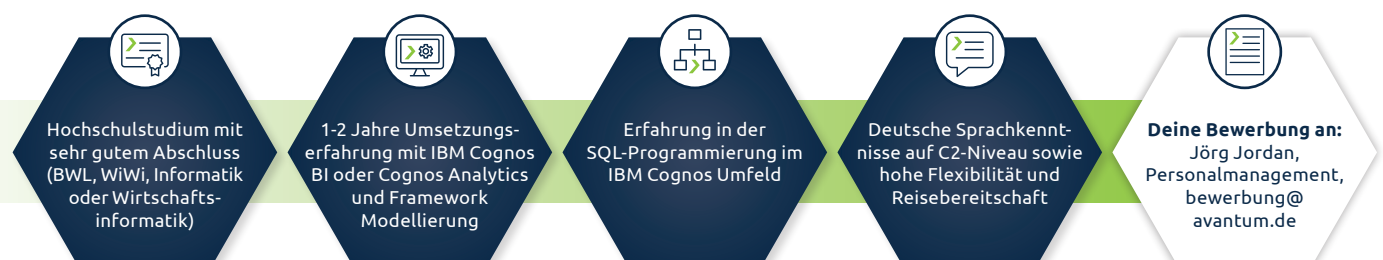 Hochschulstudium mit
sehr gutem Abschluss
(BWL, WiWi, Informatik
oder Wirtschafts-
informatik)
1-2 Jahre Umsetzungs-
erfahrung mit IBM Cognos
BI oder Cognos Analytics
und Framework
Modellierung
Erfahrung in der
SQL-Programmierung im
IBM Cognos Umfeld
Deutsche Sprachkennt-
nisse auf C2-Niveau sowie
hohe Flexibilität und
Reisebereitschaft
Deine Bewerbung an:
Jörg Jordan,
Personalmanagement,
bewerbung@
avantum.de